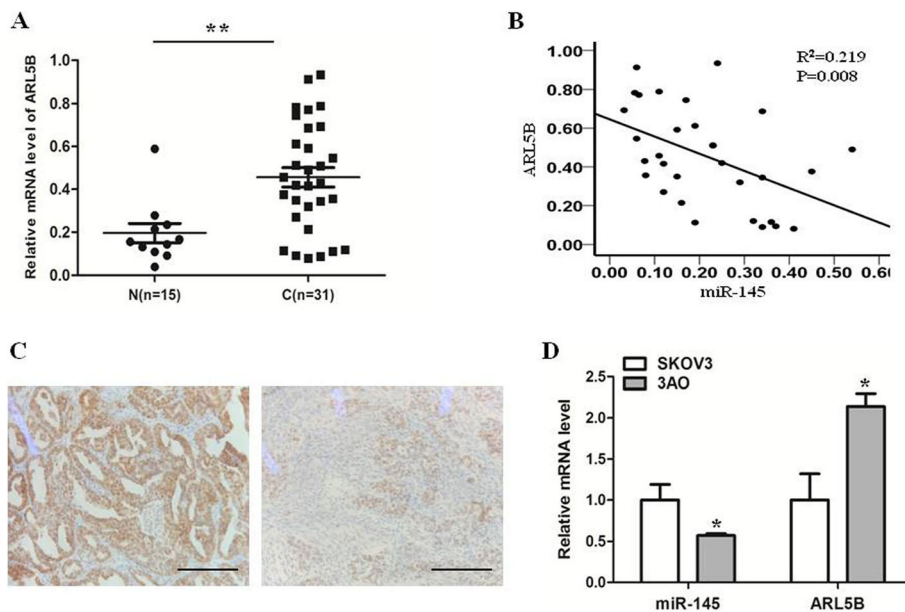 A
**
Relative mRNA level of ARL5B
1.0
0.8
0.6
0.4
0.2
0.0
N(n=15)
C(n=31)
B
R²=0.219
P=0.008
ARL5B
1.00
0.80
0.60
0.40
0.20
0.00
0.00 0.10 0.20 0.30 0.40 0.50 0.60
miR-145
C
D
SKOV3
3AO
Relative mRNA level
2.5
2.0
1.5
1.0
0.5
0.0
*
*
miR-145
ARL5B